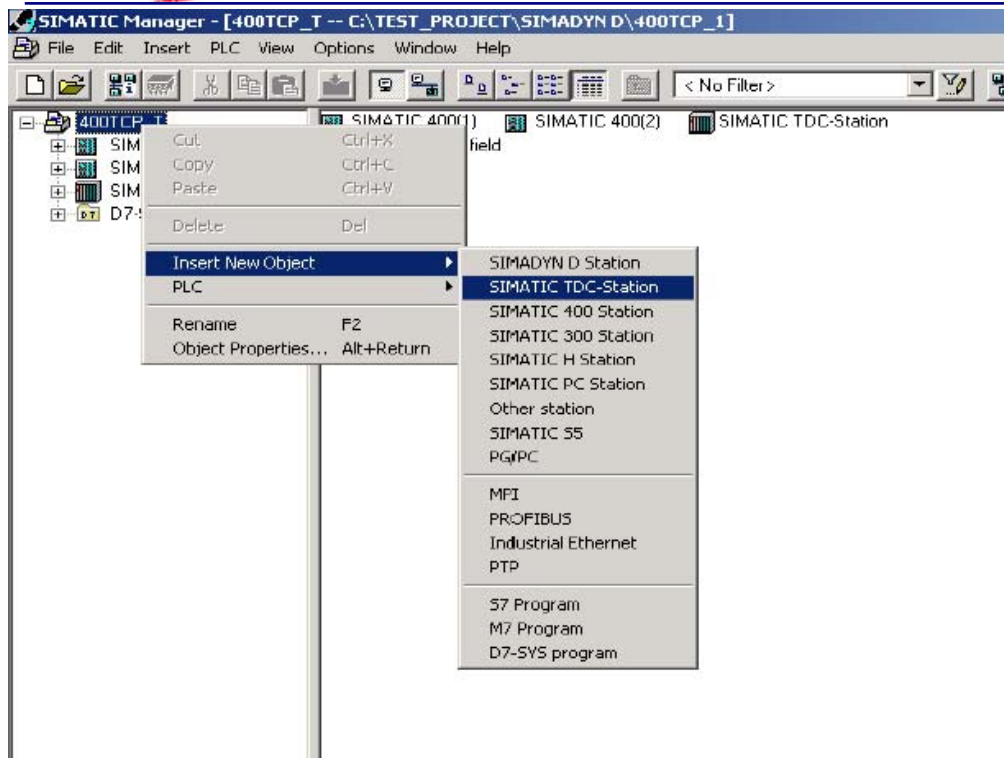 SIMATIC Manager - [400TCP_T -- C:\TEST_PROJECT\SIMADYN D\400TCP_1]
File Edit Insert PLC View Options Window Help
< No Filter >
400TCP_T
SIM
SIM
SIM
D7-S
SIMATIC 400(1) SIMATIC 400(2) SIMATIC TDC-Station
field
Cut Ctrl+X
Copy Ctrl+C
Paste Ctrl+V
Delete Del
Insert New Object
PLC
Rename F2
Object Properties... Alt+Return
SIMADYN D Station
SIMATIC TDC-Station
SIMATIC 400 Station
SIMATIC 300 Station
SIMATIC H Station
SIMATIC PC Station
Other station
SIMATIC S5
PG/PC
MPI
PROFIBUS
Industrial Ethernet
PTP
S7 Program
M7 Program
D7-SYS program